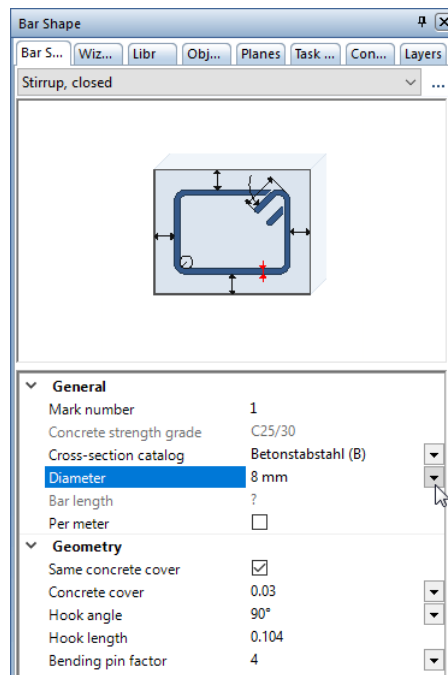 Bar Shape
Bar S... Wiz... Libr Obj... Planes Task ... Con... Layers
Stirrup, closed ...
General
Mark number 1
Concrete strength grade C25/30
Cross-section catalog Betonstabstahl (B)
Diameter 8 mm
Bar length ?
Per meter
Geometry
Same concrete cover
Concrete cover 0.03
Hook angle 90°
Hook length 0.104
Bending pin factor 4